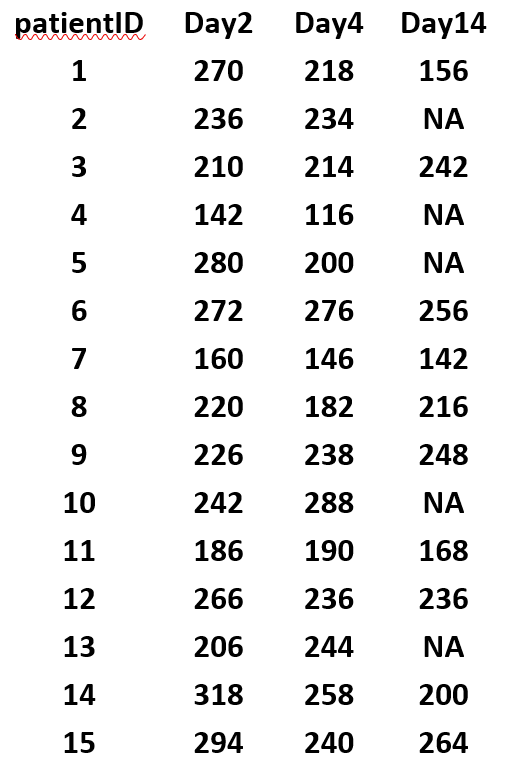 patientID Day2 Day4 Day14
1 270 218 156
2 236 234 NA
3 210 214 242
4 142 116 NA
5 280 200 NA
6 272 276 256
7 160 146 142
8 220 182 216
9 226 238 248
10 242 288 NA
11 186 190 168
12 266 236 236
13 206 244 NA
14 318 258 200
15 294 240 264